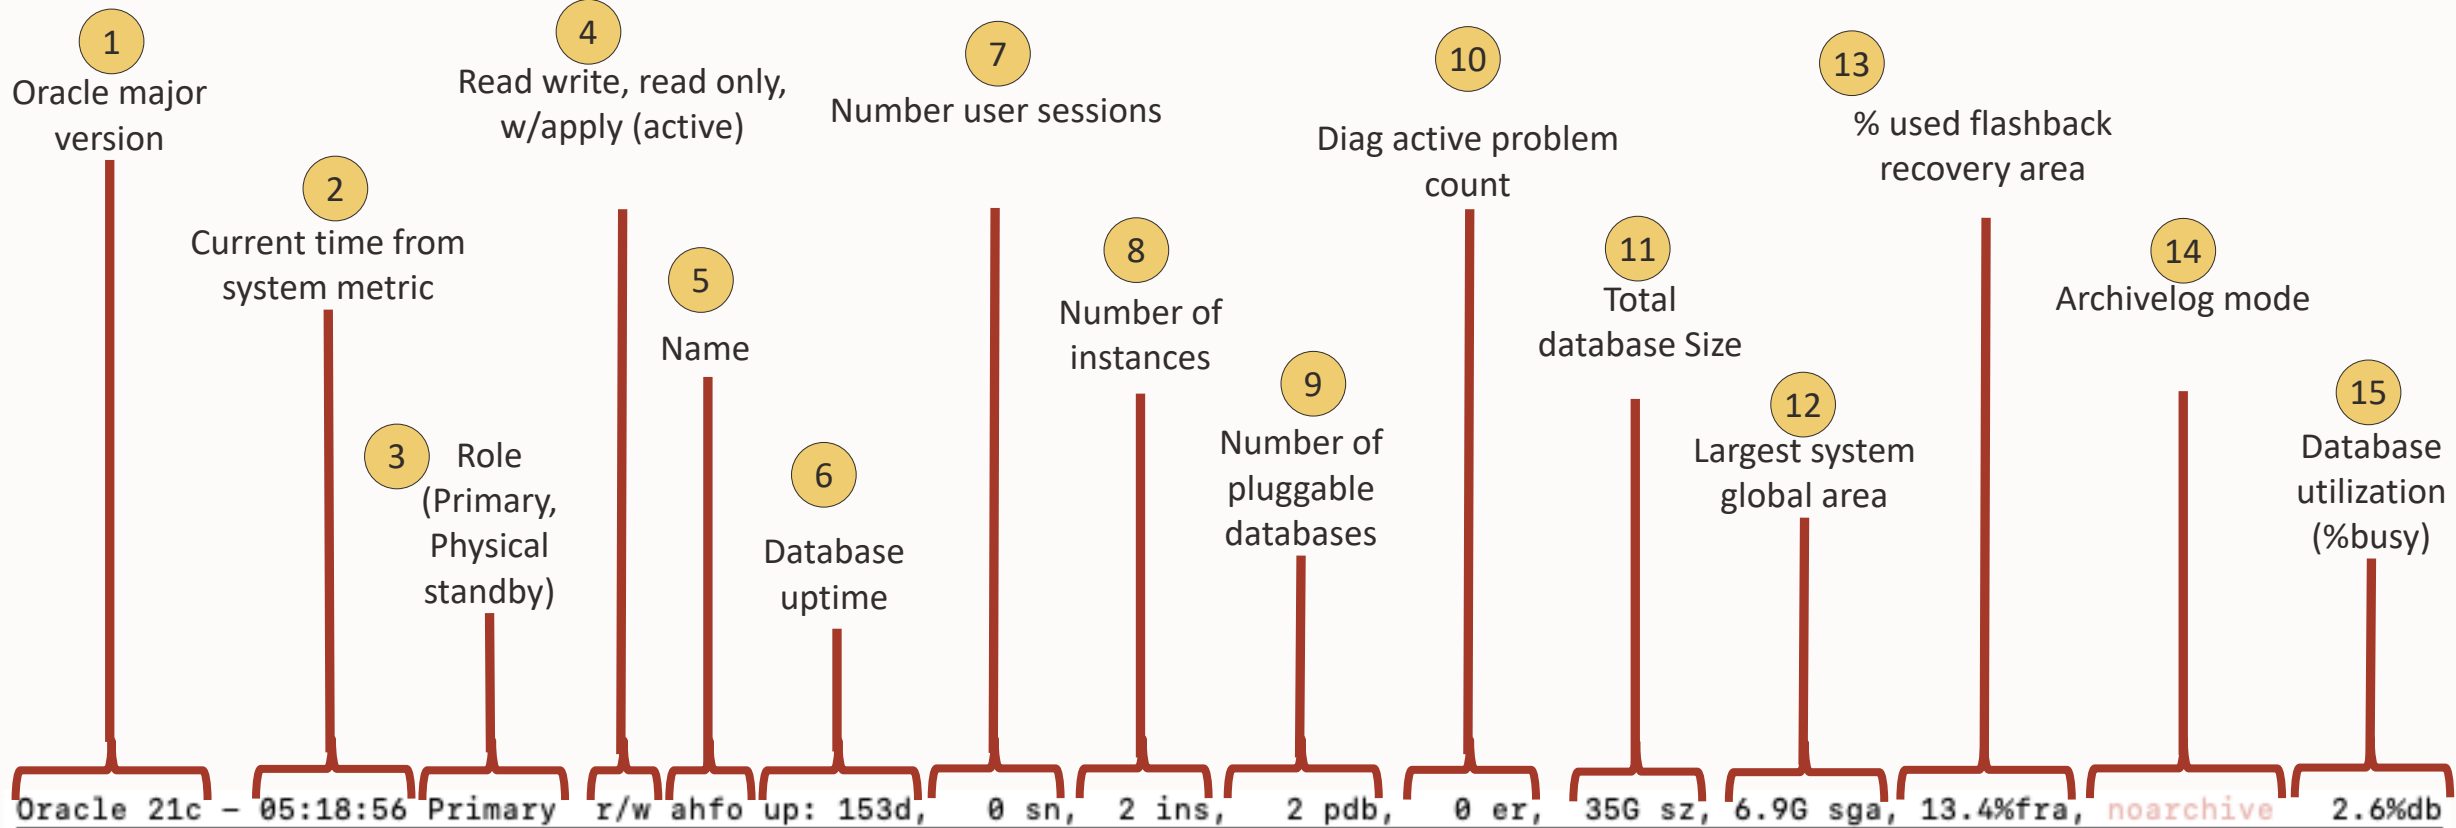 1
Oracle major
version
2
Current time from
system metric
3
Role
(Primary,
Physical
standby)
4
Read write, read only,
w/apply (active)
5
Name
6
Database
uptime
7
Number user sessions
8
Number of
instances
9
Number of
pluggable
databases
10
Diag active problem
count
11
Total
database Size
12
Largest system
global area
13
% used flashback
recovery area
14
Archivelog mode
15
Database
utilization
(%busy)
Oracle 21c – 05:18:56 Primary r/w ahfo up: 153d, 0 sn, 2 ins, 2 pdb, 0 er, 35G sz, 6.9G sga, 13.4%fra, noarchive 2.6%db